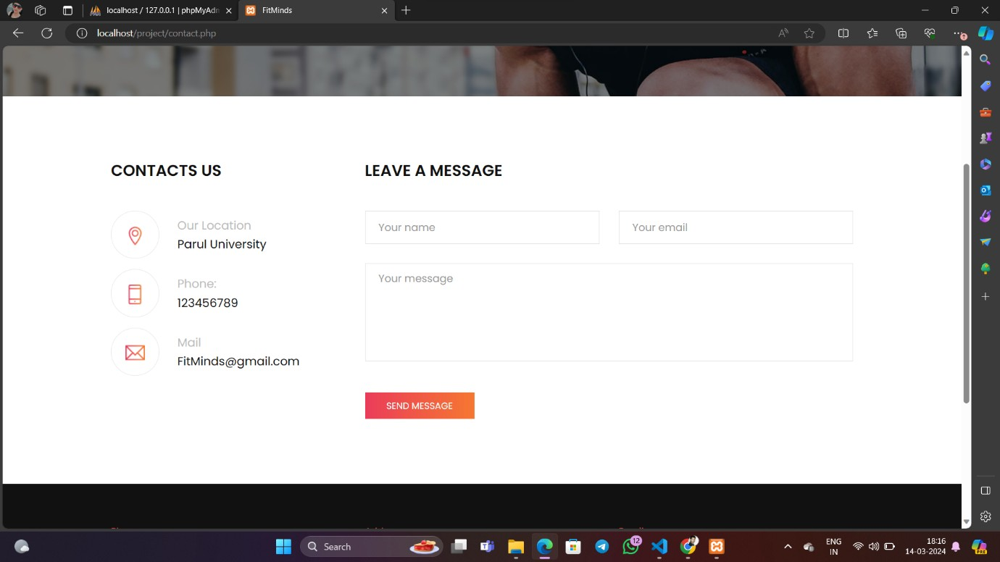 localhost / 127.0.0.1 | phpMyAdm
FitMinds
localhost/project/contact.php
CONTACTS US
LEAVE A MESSAGE
Our Location
Parul University
Your name
Your email
Your message
Phone:
123456789
Mail
FitMinds@gmail.com
SEND MESSAGE
Search
12
ENG
IN
18:16
14-03-2024
PRE